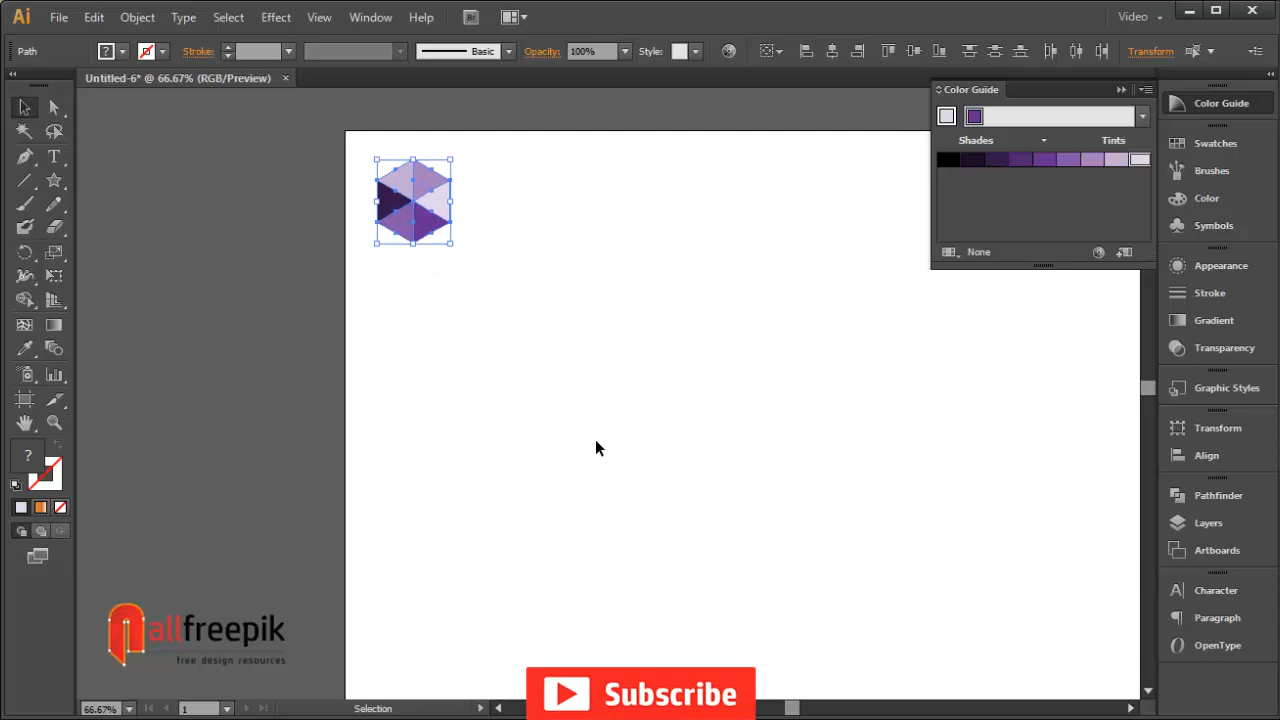 Ai File Edit Object Type Select Effect View Window Help Br Video
Path ? Stroke: Basic Opacity: 100% Style: Transform
Untitled-6* @ 66.67% (RGB/Preview) ×
Color Guide
Shades Tints
None
Color Guide
Swatches
Brushes
Color
Symbols
Appearance
Stroke
Gradient
Transparency
Graphic Styles
Transform
Align
Pathfinder
Layers
Artboards
Character
Paragraph
OpenType
T
?
allfreepik
free design resources
Subscribe
66.67% 1 Selection